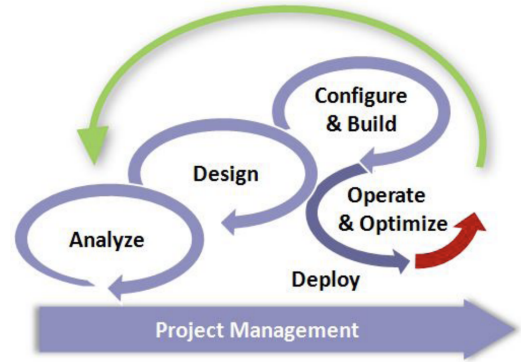 Configure
& Build
Design
Operate
& Optimize
Analyze
Deploy
Project Management